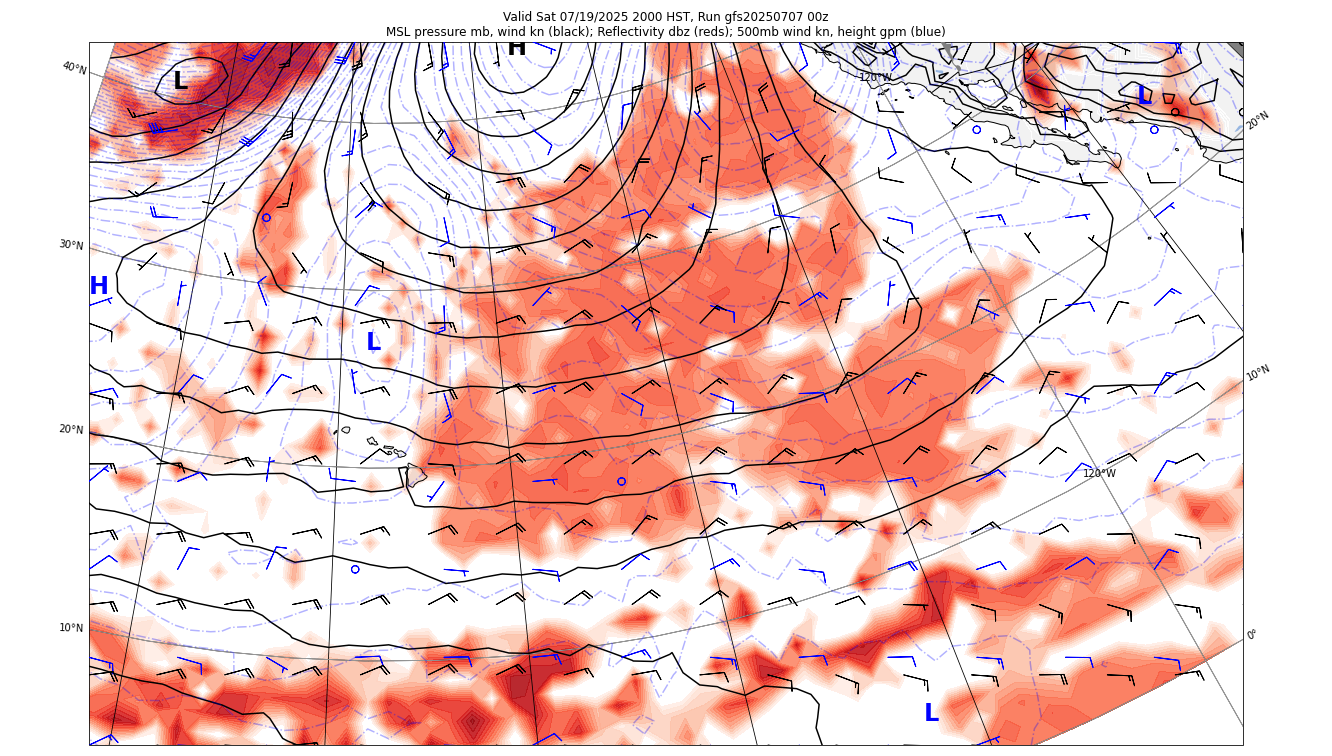 Valid Sat 07/19/2025 2000 HST, Run gfs20250707 00z
MSL pressure mb, wind kn (black); Reflectivity dbz (reds); 500mb wind kn, height gpm (blue)
H
40°N
L
120°W
L
20°N
30°N
H
L
10°N
20°N
120°W
10°N
0°
L